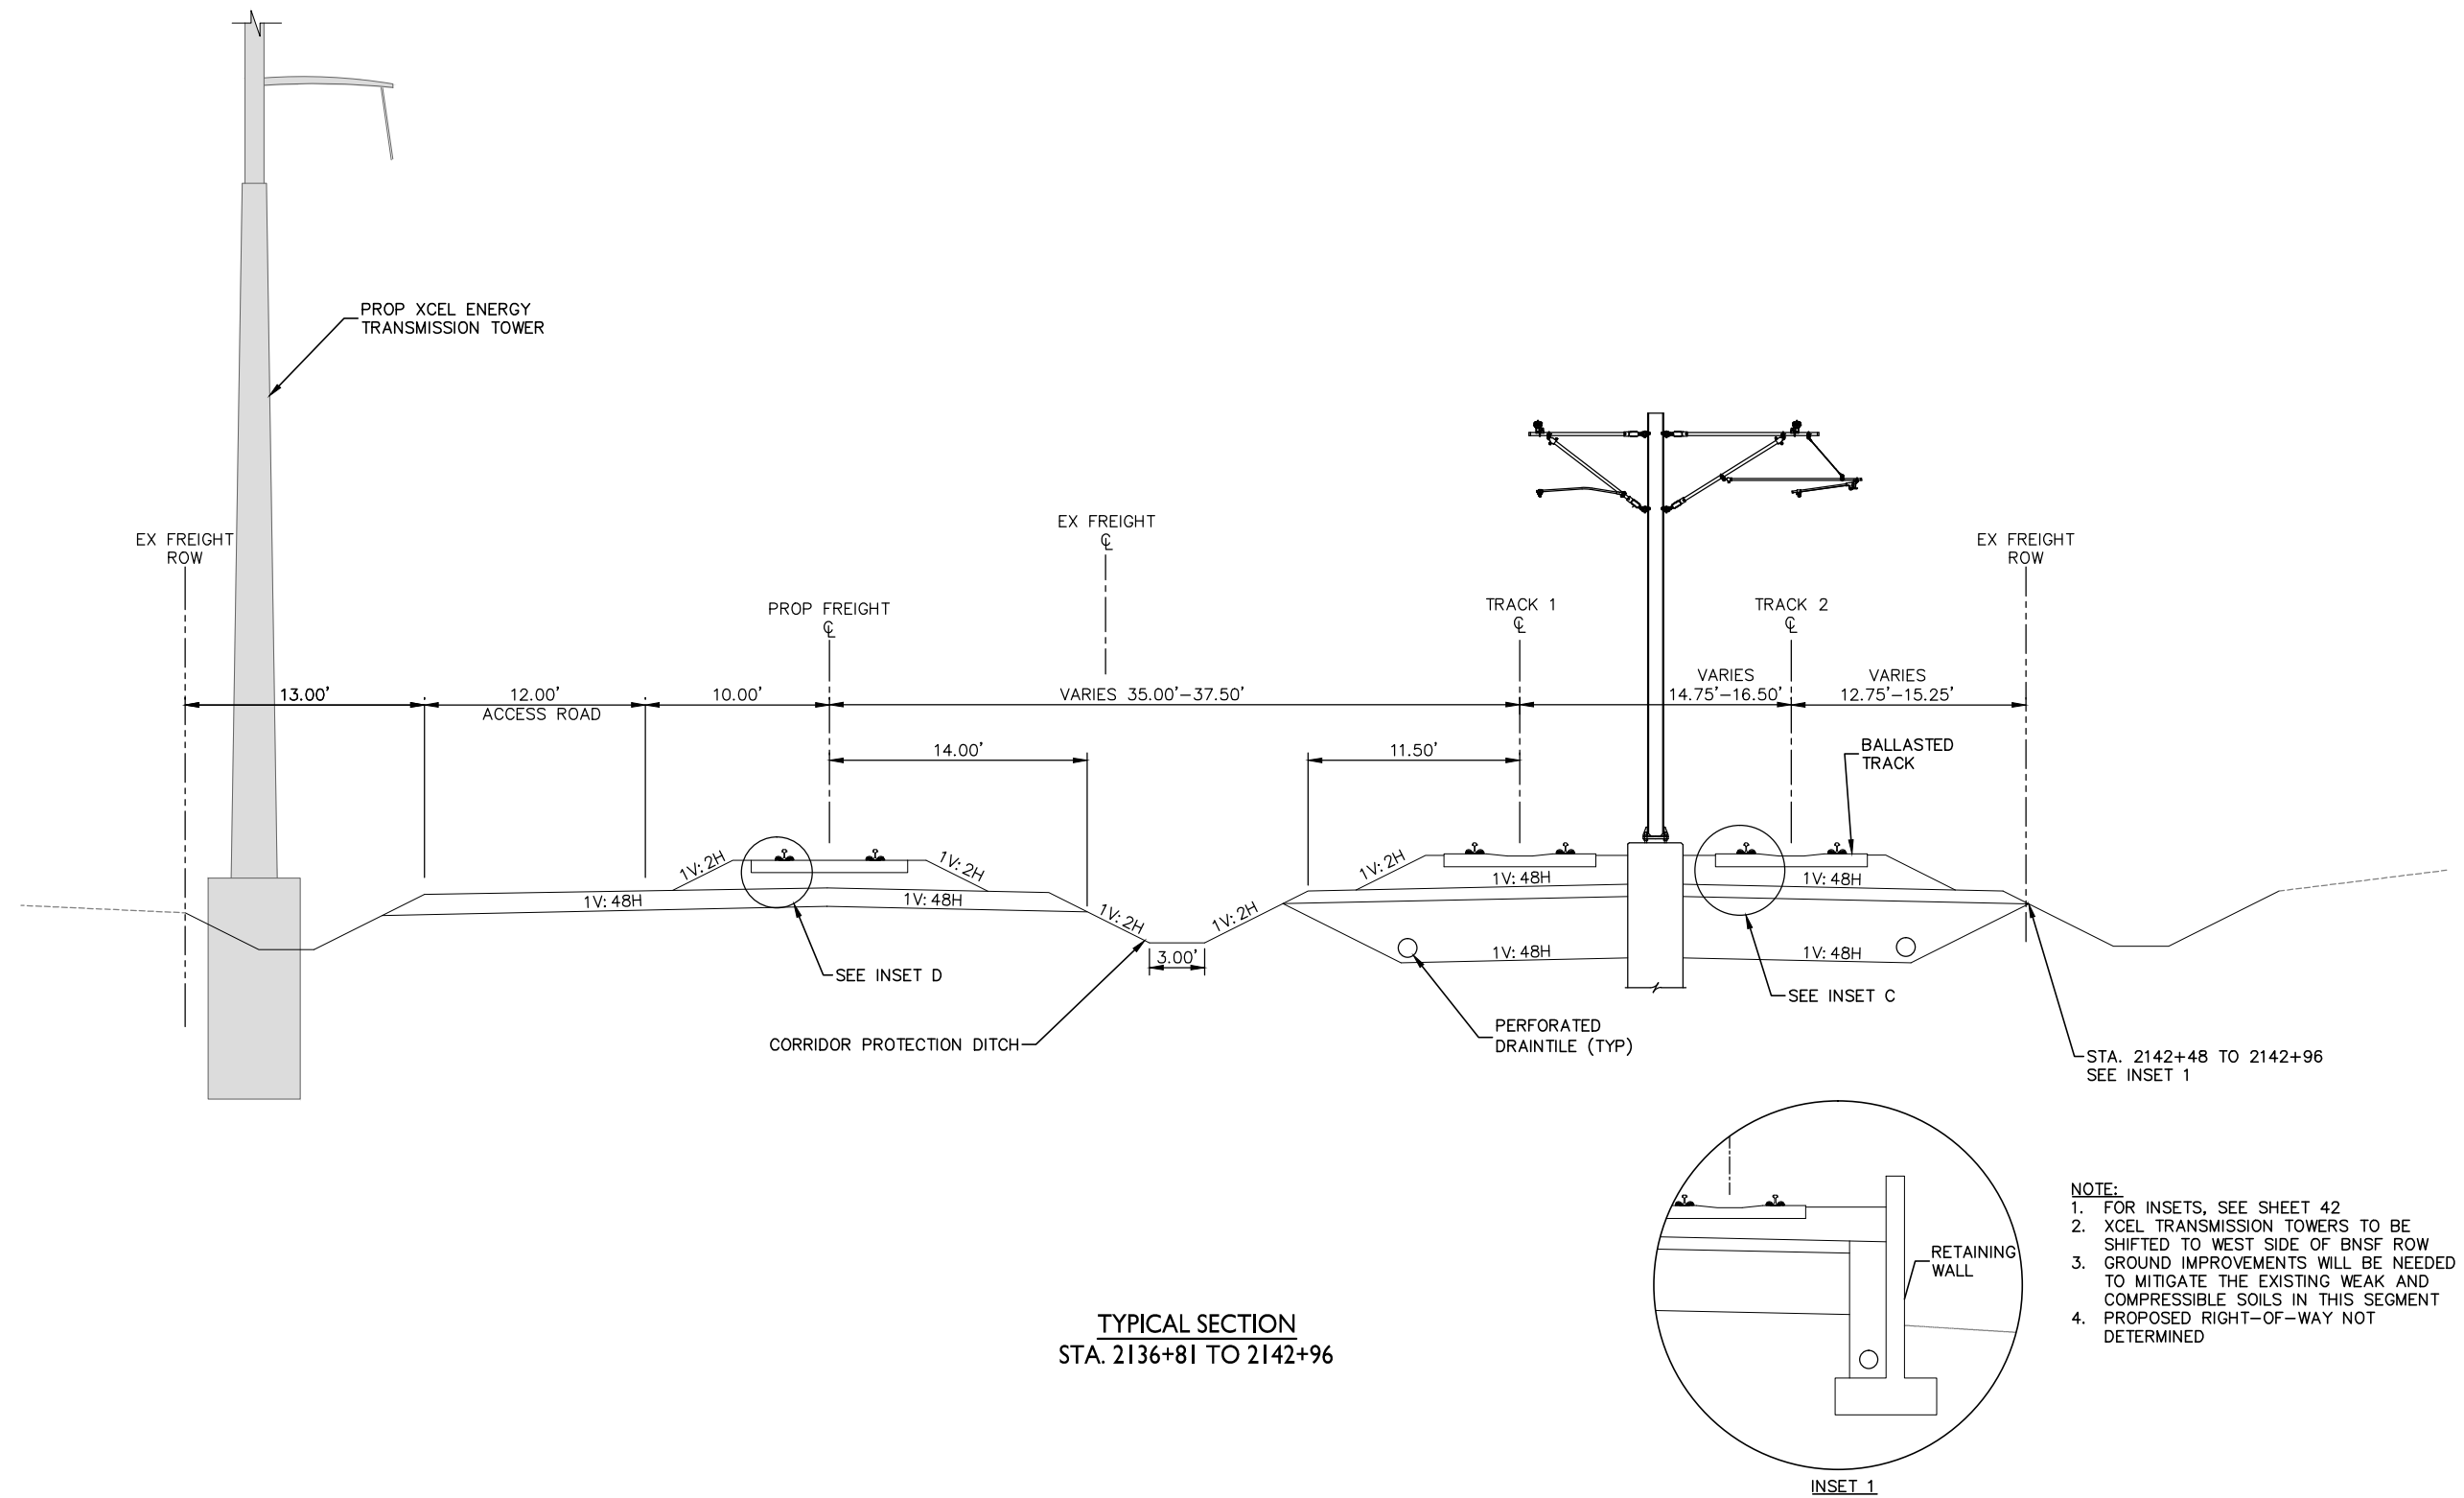 PROP XCEL ENERGY
TRANSMISSION TOWER
EX FREIGHT
ROW
EX FREIGHT
℄
PROP FREIGHT
℄
TRACK 1
℄
TRACK 2
℄
EX FREIGHT
ROW
13.00'
12.00'
ACCESS ROAD
10.00'
VARIES 35.00'-37.50'
VARIES
14.75'-16.50'
VARIES
12.75'-15.25'
14.00'
11.50'
BALLASTED
TRACK
1V:2H
1V:2H
1V:2H
1V:48H
1V:48H
1V:48H
1V:48H
1V:2H
1V:2H
3.00'
1V:48H
1V:48H
SEE INSET D
SEE INSET C
CORRIDOR PROTECTION DITCH
PERFORATED
DRAINTILE (TYP)
STA. 2142+48 TO 2142+96
SEE INSET 1
RETAINING
WALL
INSET 1
NOTE:
1. FOR INSETS, SEE SHEET 42
2. XCEL TRANSMISSION TOWERS TO BE
SHIFTED TO WEST SIDE OF BNSF ROW
3. GROUND IMPROVEMENTS WILL BE NEEDED
TO MITIGATE THE EXISTING WEAK AND
COMPRESSIBLE SOILS IN THIS SEGMENT
4. PROPOSED RIGHT-OF-WAY NOT
DETERMINED
TYPICAL SECTION
STA. 2136+81 TO 2142+96